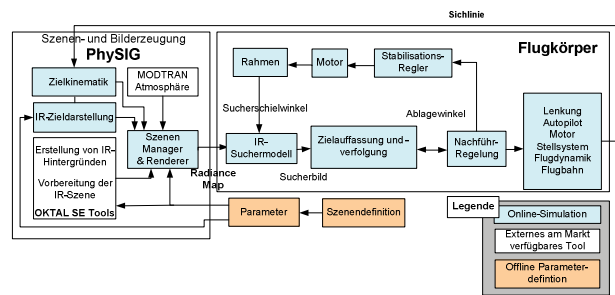 Sichlinie
Szenen- und Bilderzeugung
PhySIG
Flugkörper
Zielkinematik
MODTRAN
Atmosphäre
IR-Zieldarstellung
Szenen
Manager
& Renderer
Erstellung von IR-
Hintergründen
Vorbereitung der
IR-Szene
OKTAL SE Tools
Radiance
Map
Rahmen
Motor
Stabilisations-
Regler
Sucherschielwinkel
Ablagewinkel
IR-
Suchermodell
Zielauffassung und -
verfolgung
Nachführ-
Regelung
Sucherbild
Lenkung
Autopilot
Motor
Stellsystem
Flugdynamik
Flugbahn
Parameter
Szenendefinition
Legende
Online-Simulation
Externes am Markt
verfügbares Tool
Offline Parameter-
defintion